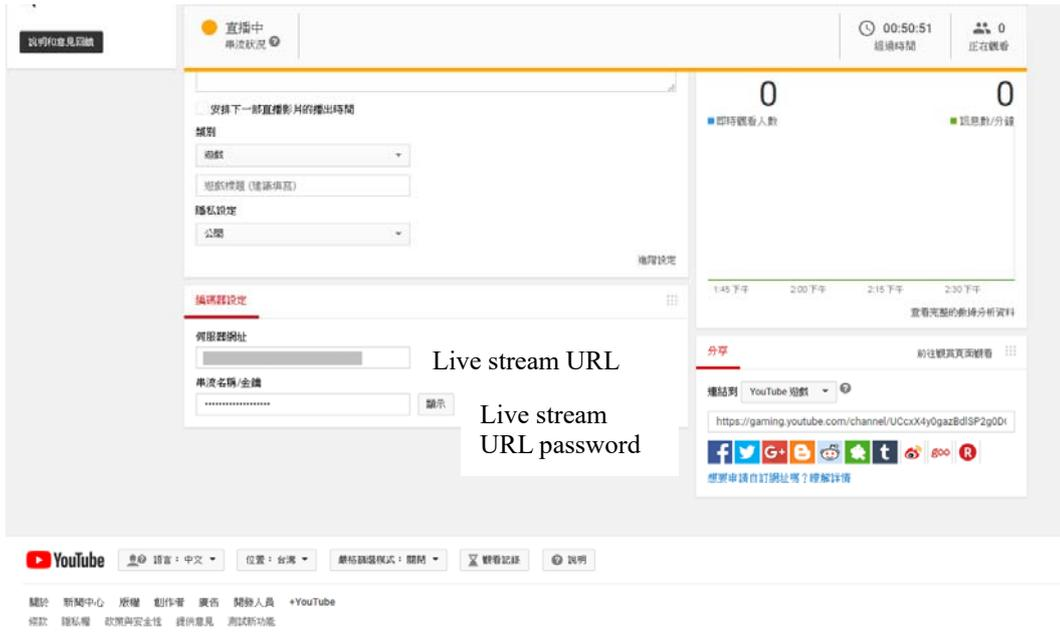 說明和意見回饋
直播中
串流狀況
00:50:51
經過時間
0
正在觀看
安排下一部直播影片的播出時間
類別
遊戲
遊戲標題 (建議填寫)
隱私設定
公開
進階設定
0
0
即時觀看人數
訊息數/分鐘
1:45 下午 2:00 下午 2:15 下午 2:30 下午
查看完整的數據分析資料
編碼器設定
伺服器網址
Live stream URL
串流名稱/金鑰
顯示
Live stream
URL password
分享
前往觀賞頁面觀看
連結到 YouTube 遊戲
https://gaming.youtube.com/channel/UCcxX4y0gazBdlSP2g0D
G+
goo
R
想要申請自訂網址嗎？瞭解詳情
YouTube 語言：中文 位置：台灣 嚴格篩選模式：關閉 觀看記錄 說明
關於 新聞中心 版權 創作者 廣告 開發人員 +YouTube
條款 隱私權 政策與安全性 提供意見 測試新功能